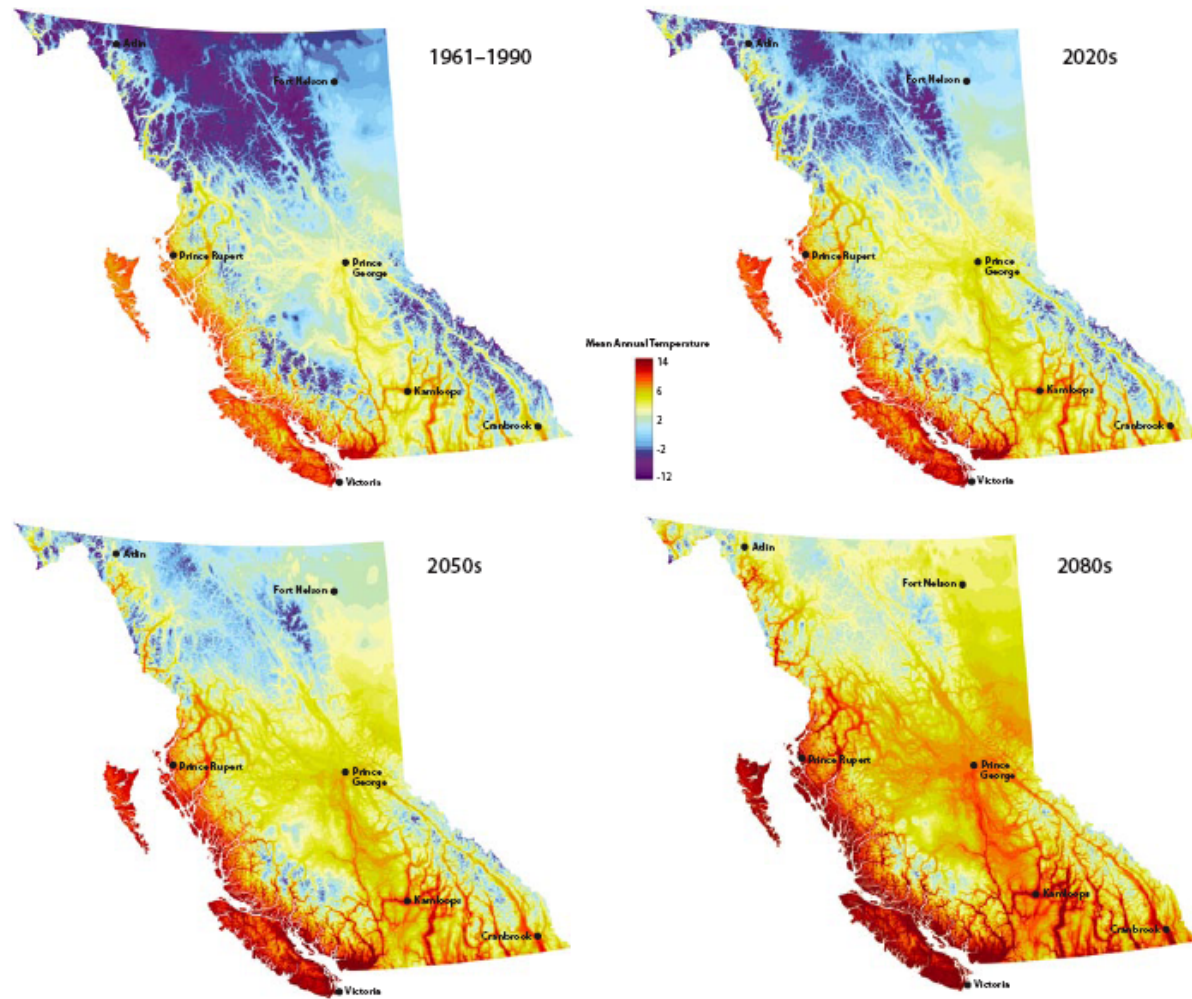 1961–1990
Atlin
Fort Nelson
Prince Rupert
Prince
George
Kamloops
Cranbrook
Victoria
2020s
Atlin
Fort Nelson
Prince Rupert
Prince
George
Kamloops
Cranbrook
Victoria
Mean Annual Temperature
14
6
2
-2
-12
2050s
Atlin
Fort Nelson
Prince Rupert
Prince
George
Kamloops
Cranbrook
Victoria
2080s
Atlin
Fort Nelson
Prince Rupert
Prince
George
Kamloops
Cranbrook
Victoria